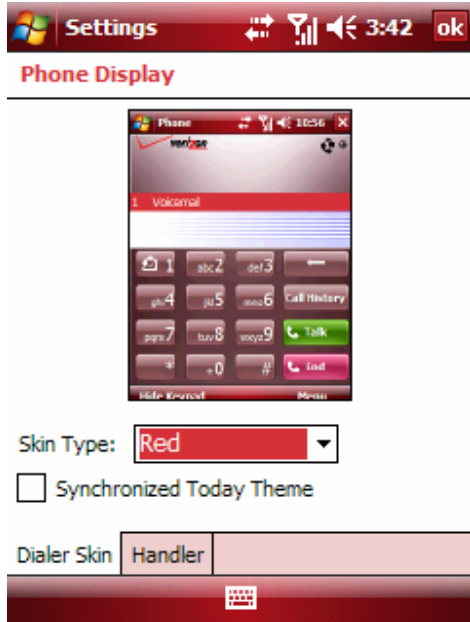 Settings 3:42 ok
Phone Display
Phone 10:56 X
verizon
1 Voicemail
1 abc2 def3
ghi4 jkl5 mno6 Call History
pqrs7 tuv8 wxyz9 Talk
* +0 # End
Hide Keypad Menu
Skin Type: Red
Synchronized Today Theme
Dialer Skin Handler